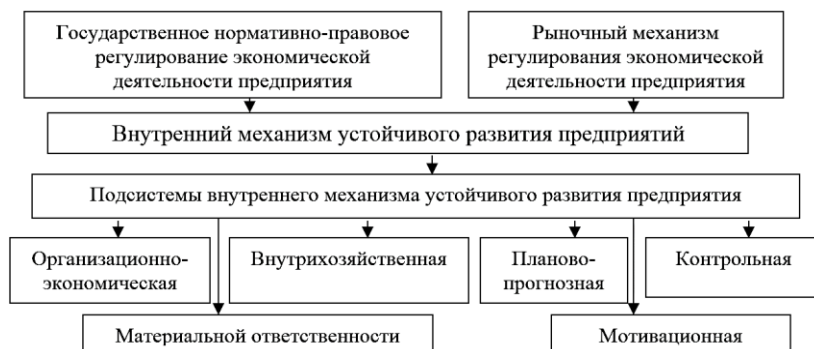 Государственное нормативно-правовое
регулирование экономической
деятельности предприятия
Рыночный механизм
регулирования экономической
деятельности предприятия
Внутренний механизм устойчивого развития предприятий
Подсистемы внутреннего механизма устойчивого развития предприятия
Организационно-
экономическая
Внутрихозяйственная
Планово-
прогнозная
Контрольная
Материальной ответственности
Мотивационная